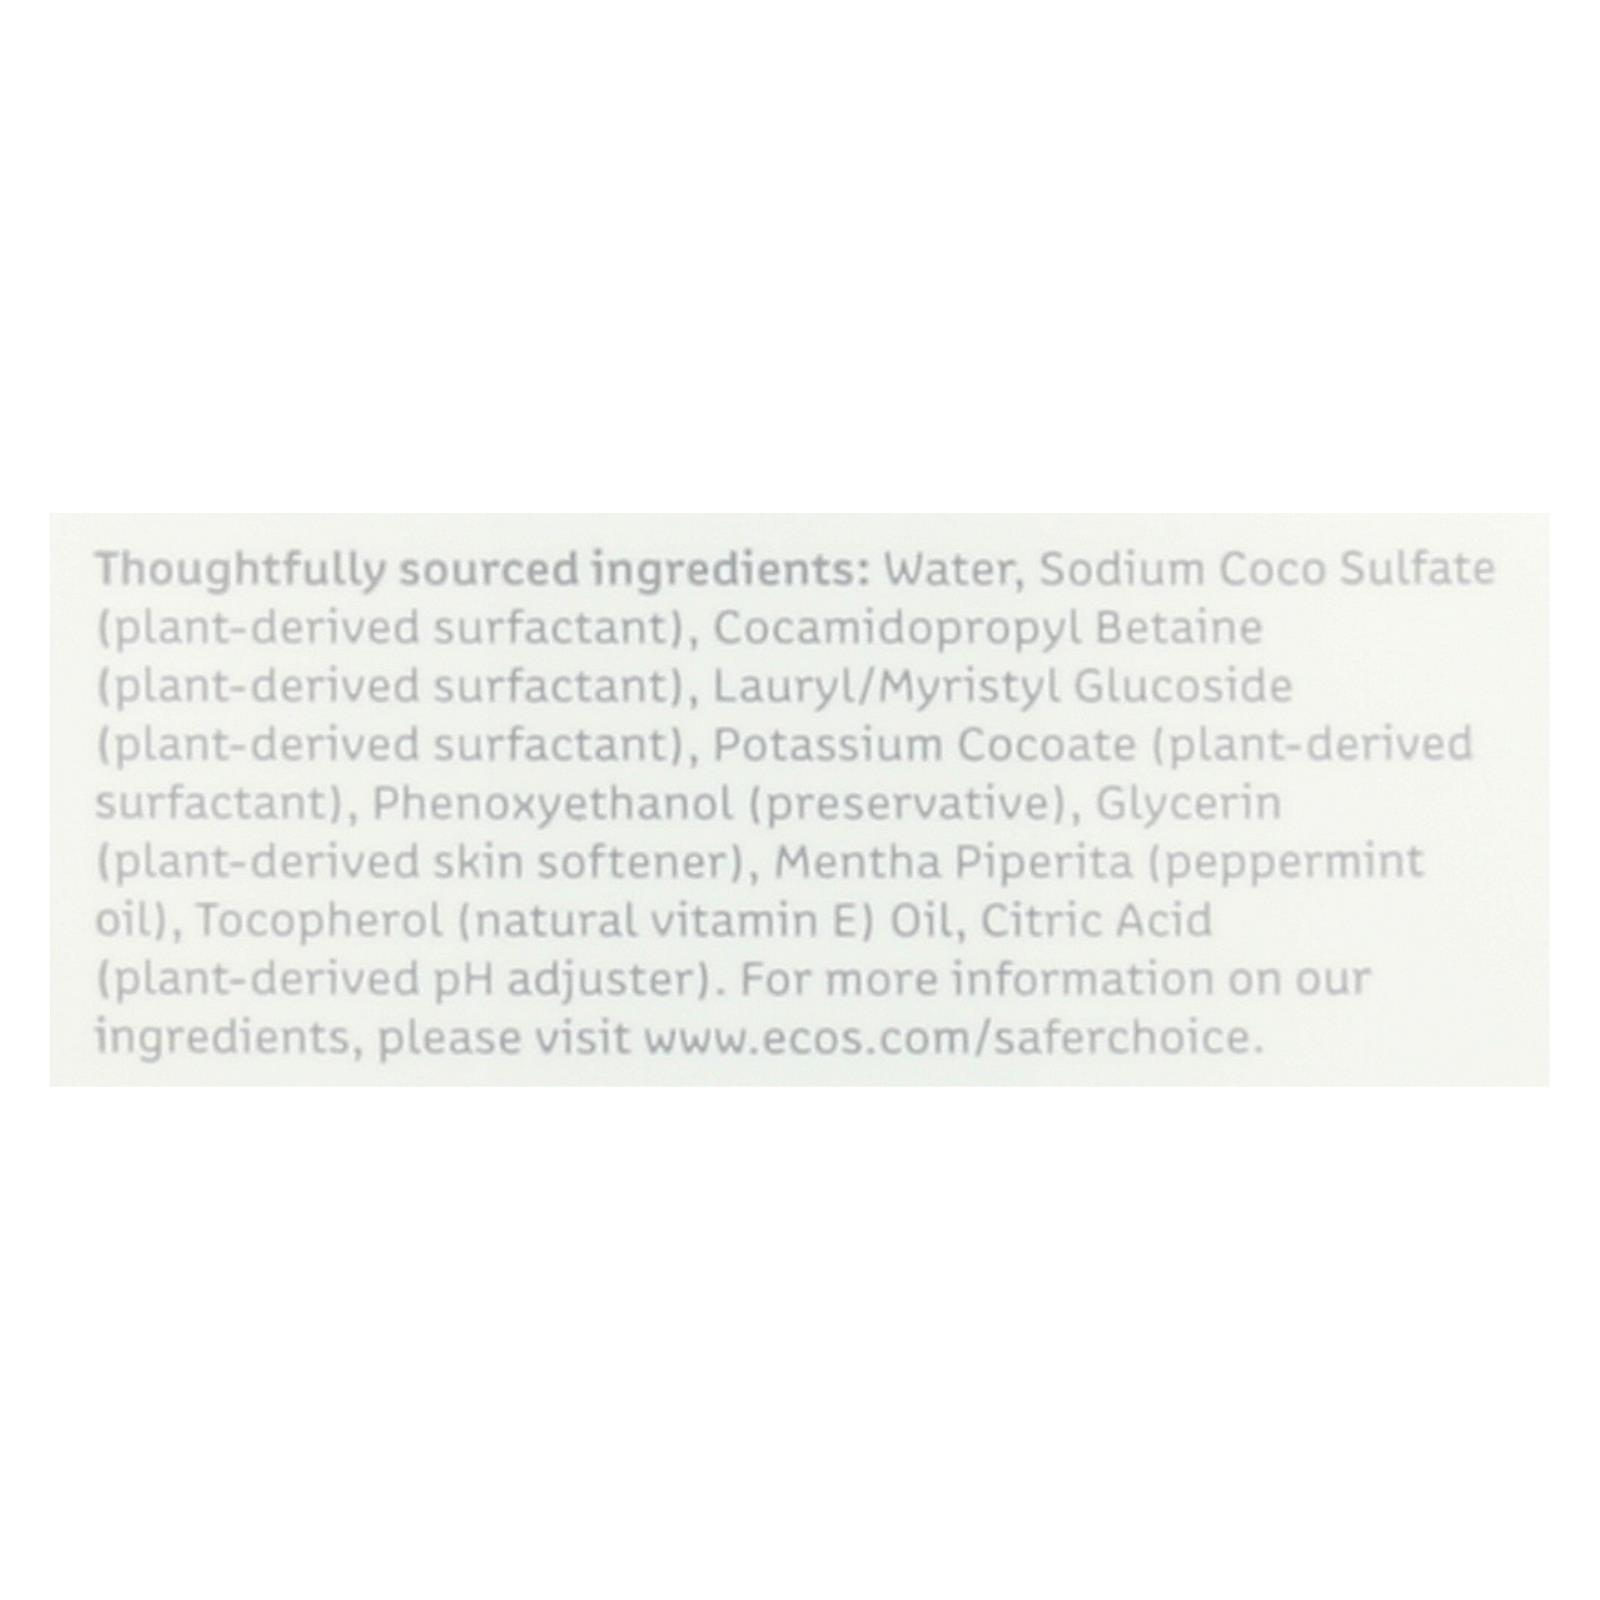 Thoughtfully sourced ingredients: Water, Sodium Coco Sulfate
(plant-derived surfactant), Cocamidopropyl Betaine
(plant-derived surfactant), Lauryl/Myristyl Glucoside
(plant-derived surfactant), Potassium Cocoate (plant-derived
surfactant), Phenoxyethanol (preservative), Glycerin
(plant-derived skin softener), Mentha Piperita (peppermint
oil), Tocopherol (natural vitamin E) Oil, Citric Acid
(plant-derived pH adjuster). For more information on our
ingredients, please visit www.ecos.com/saferchoice.